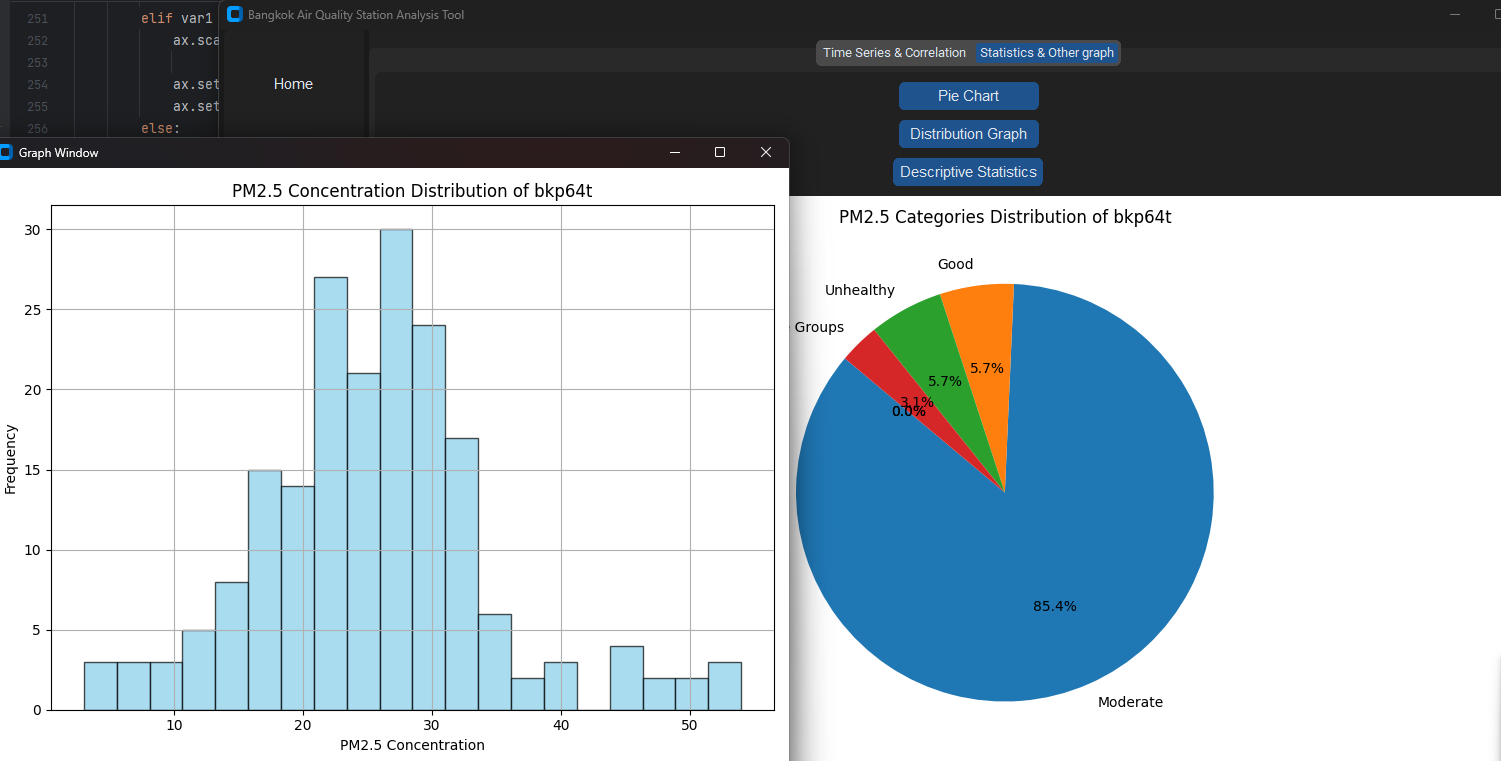 251 elif var1
252 ax.sca
253
254 ax.set
255 ax.set
256 else:
Bangkok Air Quality Station Analysis Tool
Home
Time Series & Correlation Statistics & Other graph
Pie Chart
Distribution Graph
Descriptive Statistics
Graph Window
PM2.5 Concentration Distribution of bkp64t
30
25
20
15
10
5
0
Frequency
10 20 30 40 50
PM2.5 Concentration
PM2.5 Categories Distribution of bkp64t
Good
Unhealthy
Groups
5.7%
5.7%
3.1%
0.0%
85.4%
Moderate